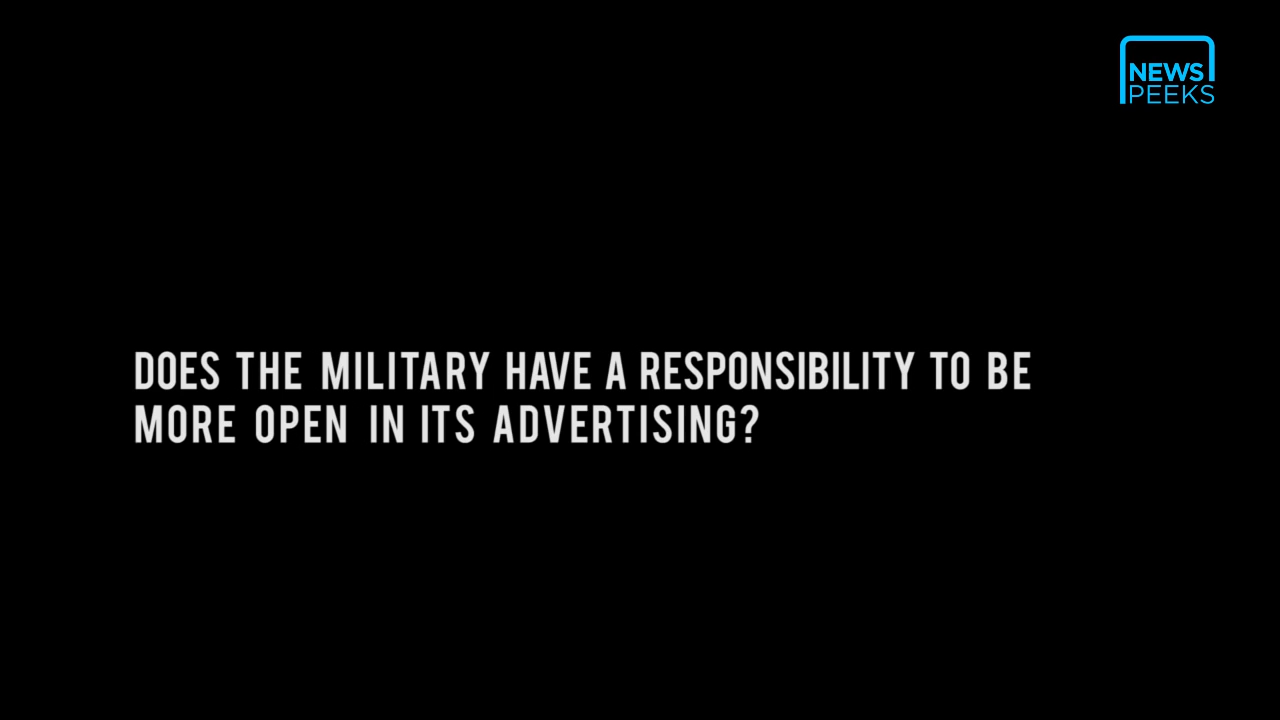 NEWS
PEEKS
DOES THE MILITARY HAVE A RESPONSIBILITY TO BE
MORE OPEN IN ITS ADVERTISING?